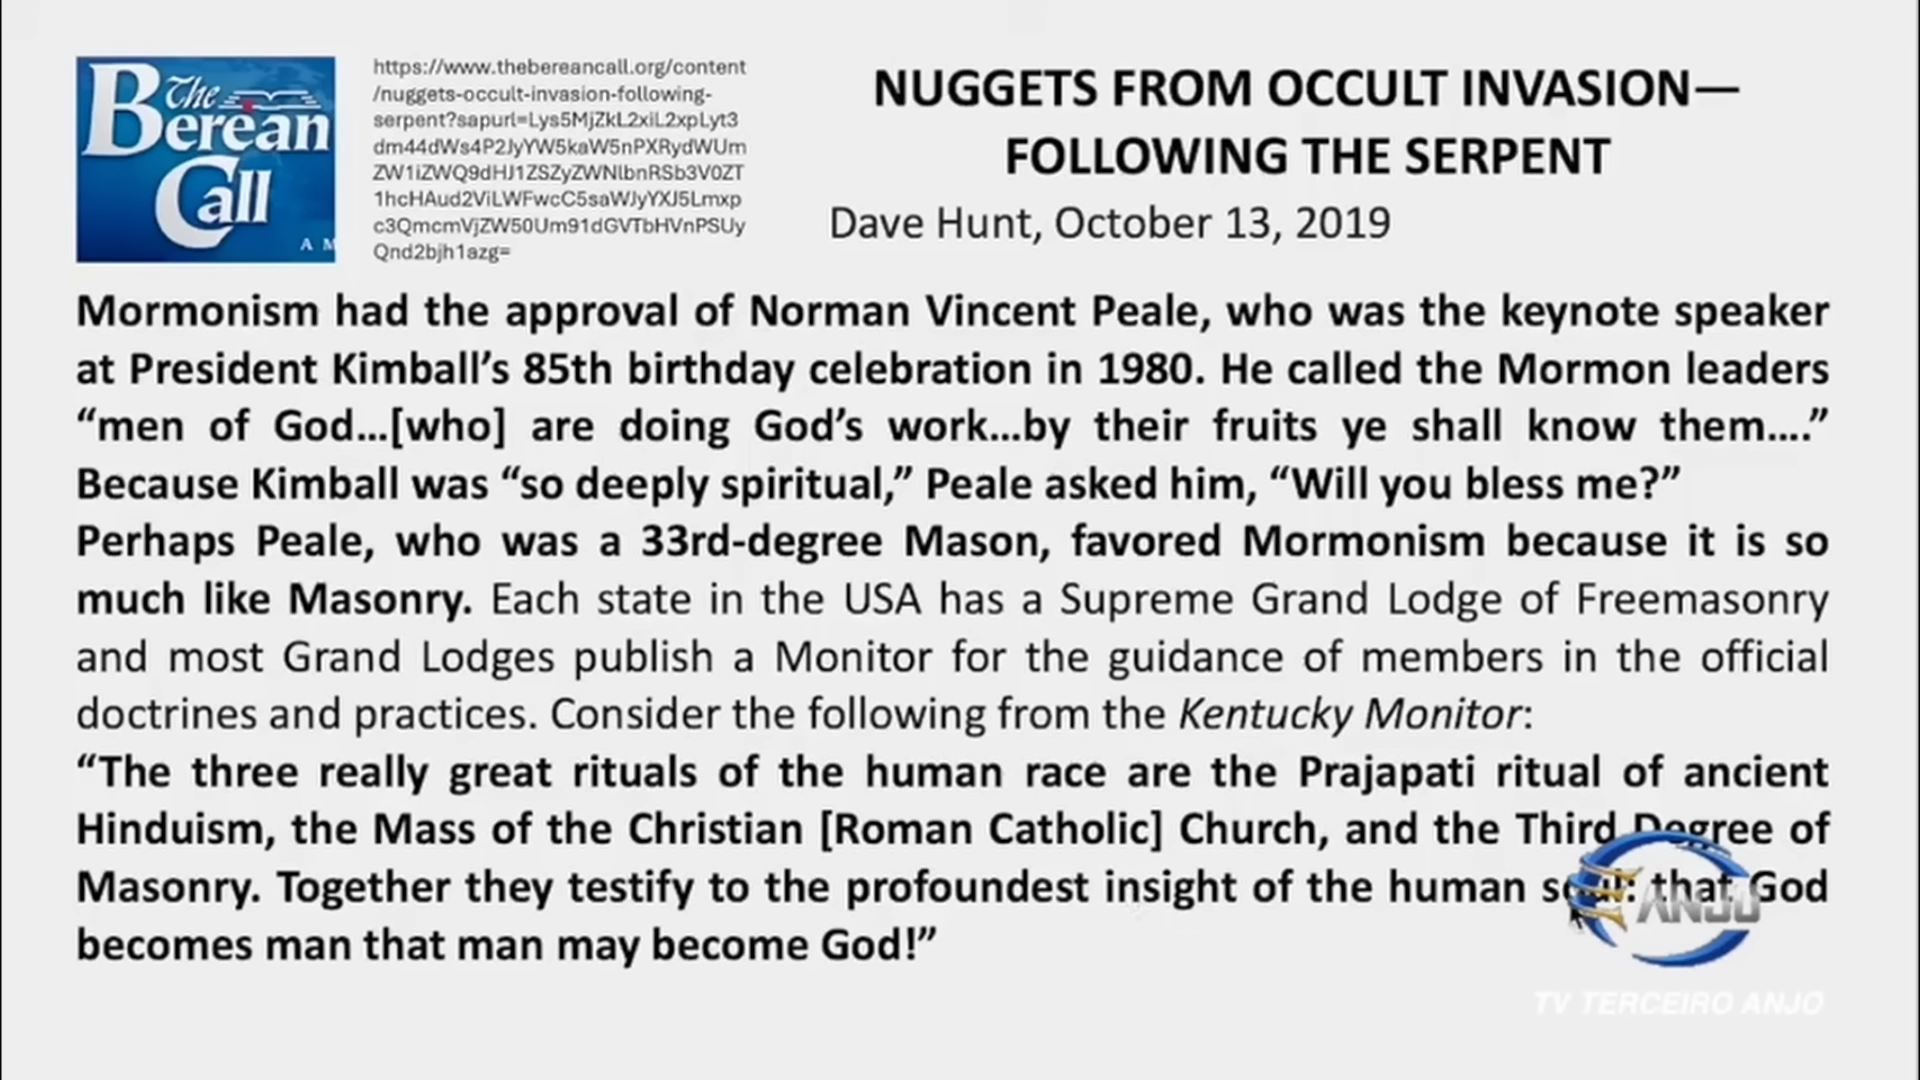 The
Berean
Call
A M
https://www.thebereancall.org/content
/nuggets-occult-invasion-following-
serpent?sapurl=Lys5MjZkL2xiL2xpLyt3
dm44dWs4P2JyYW5kaW5nPXRydWUm
ZW1iZWQ9dHJ1ZSZyZWNlbnRSb3V0ZT
1hcHAud2ViLWFwcC5saWJyYXJ5Lmxp
c3QmcmVjZW50Um91dGVTbHVnPSUy
Qnd2bjh1azg=
NUGGETS FROM OCCULT INVASION—
FOLLOWING THE SERPENT
Dave Hunt, October 13, 2019
Mormonism had the approval of Norman Vincent Peale, who was the keynote speaker
at President Kimball’s 85th birthday celebration in 1980. He called the Mormon leaders
“men of God…[who] are doing God’s work…by their fruits ye shall know them….”
Because Kimball was “so deeply spiritual,” Peale asked him, “Will you bless me?”
Perhaps Peale, who was a 33rd-degree Mason, favored Mormonism because it is so
much like Masonry. Each state in the USA has a Supreme Grand Lodge of Freemasonry
and most Grand Lodges publish a Monitor for the guidance of members in the official
doctrines and practices. Consider the following from the Kentucky Monitor:
“The three really great rituals of the human race are the Prajapati ritual of ancient
Hinduism, the Mass of the Christian [Roman Catholic] Church, and the Third Degree of
Masonry. Together they testify to the profoundest insight of the human soul: that God
becomes man that man may become God!”
ANJO
TV TERCEIRO ANJO